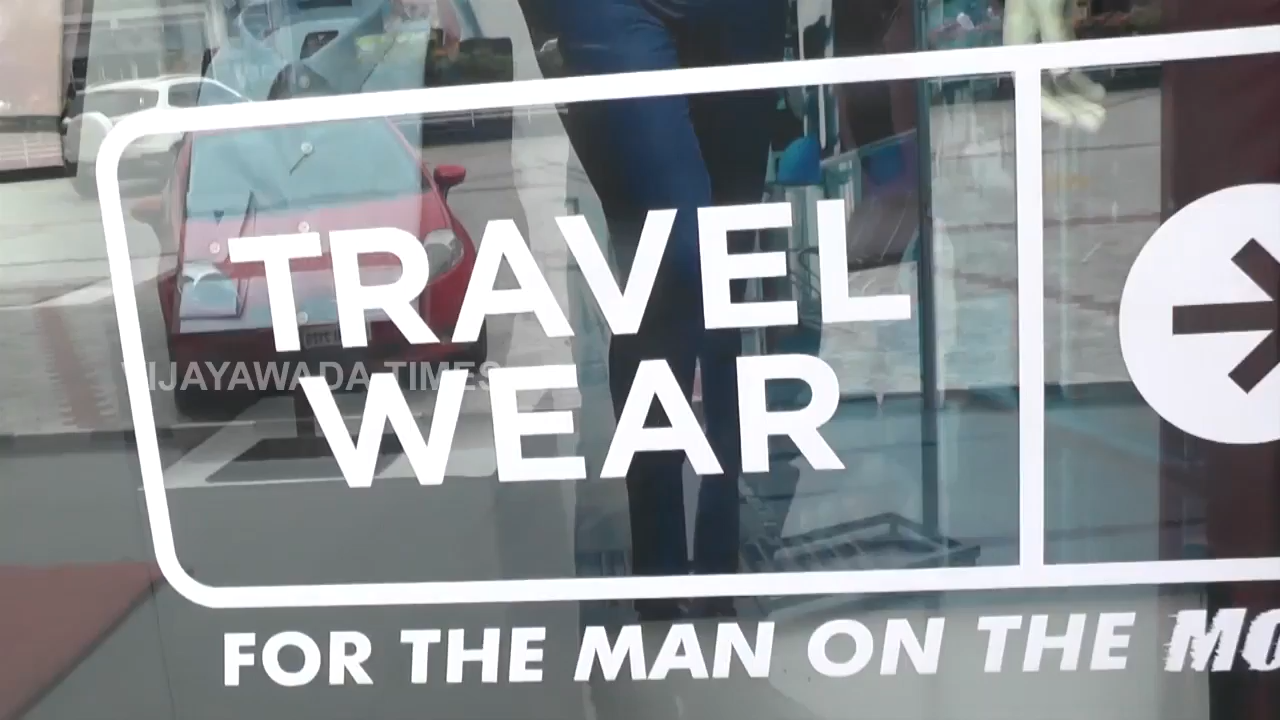 TRAVEL
WEAR
VIJAYAWADA TIMES
FOR THE MAN ON THE